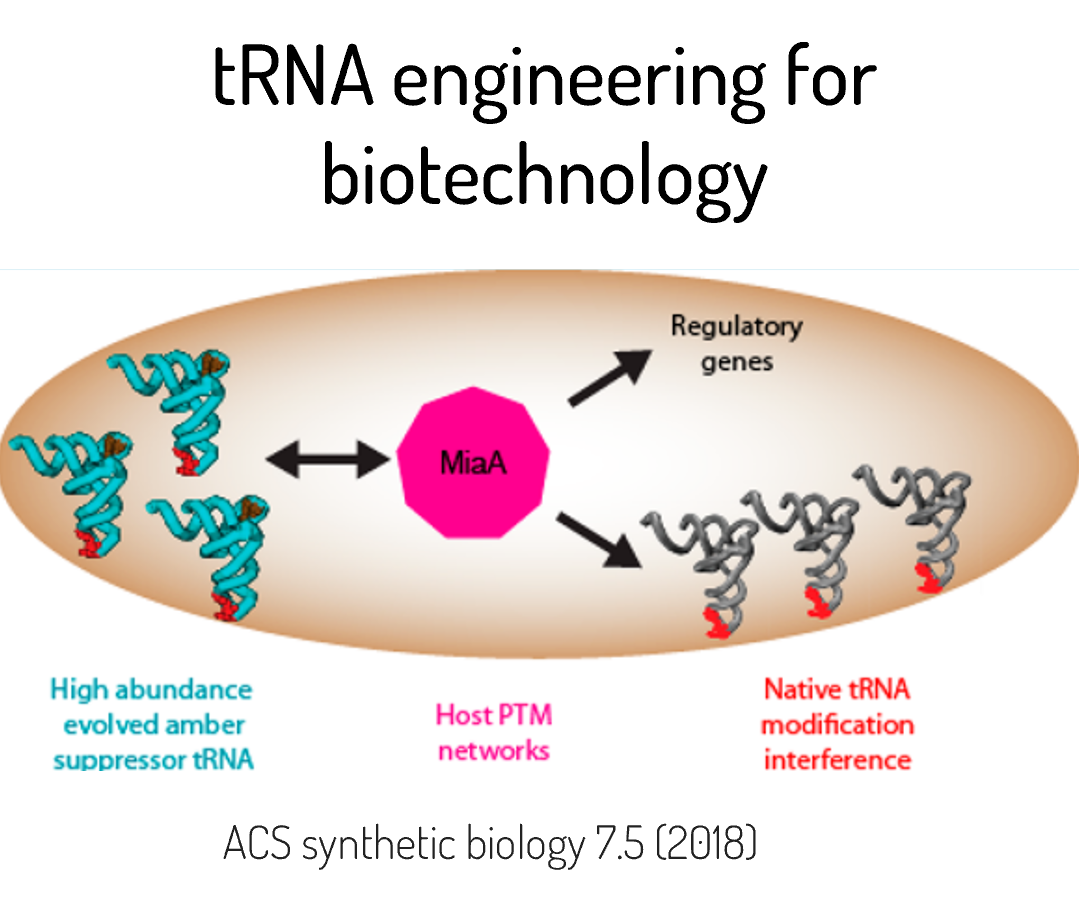 tRNA engineering for
biotechnology
Regulatory
genes
MiaA
High abundance
evolved amber
suppressor tRNA
Host PTM
networks
Native tRNA
modification
interference
ACS synthetic biology 7.5 (2018)